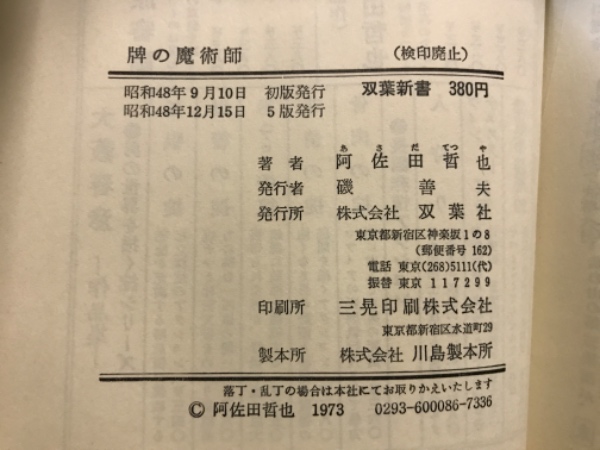 牌の魔術師 (検印廃止)
昭和48年9月10日 初版発行 双葉新書 380円
昭和48年12月15日 5版発行
あさだてつや
著者 阿佐田哲也
発行者 磯善夫
発行所 株式会社 双葉社
東京都新宿区神楽坂1の8
(郵便番号 162)
電話 東京(268)5111(代)
振替 東京 117299
印刷所 三晃印刷株式会社
東京都新宿区水道町29
製本所 株式会社 川島製本所
落丁・乱丁の場合は本社にてお取りかえいたします
© 阿佐田哲也 1973 0293-600086-7336